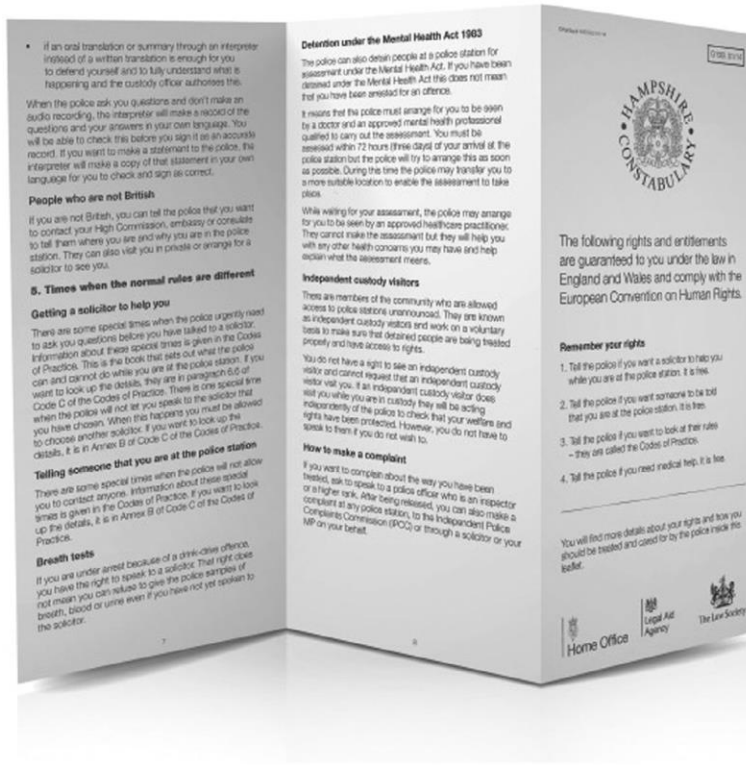 • if an oral translation or summary through an interpreter
instead of a written translation is enough for you
to defend yourself and to fully understand what is
happening and the custody officer authorises this.
When the police ask you questions and don't make an
audio recording, the interpreter will make a record of the
questions and your answers in your own language. You
will be able to check this before you sign it as an accurate
record. If you want to make a statement to the police, the
interpreter will make a copy of that statement in your own
language for you to check and sign as correct.
People who are not British
If you are not British, you can tell the police that you want
to contact your High Commission, embassy or consulate
to tell them where you are and why you are in the police
station. They can also visit you in private or arrange for a
solicitor to see you.
5. Times when the normal rules are different
Getting a solicitor to help you
There are some special times when the police urgently need
to ask you questions before you have talked to a solicitor.
Information about these special times is given in the Codes
of Practice. This is the book that sets out what the police
can and cannot do while you are at the police station. If you
want to look up the details, they are in paragraph 6.6 of
Code C of the Codes of Practice. There is one special time
when the police will not let you speak to the solicitor that
you have chosen. When this happens you must be allowed
to choose another solicitor. If you want to look up the
details, it is in Annex B of Code C of the Codes of Practice.
Telling someone that you are at the police station
There are some special times when the police will not allow
you to contact anyone. Information about these special
times is given in the Codes of Practice. If you want to look
up the details, it is in Annex B of Code C of the Codes of
Practice.
Breath tests
If you are under arrest because of a drink-drive offence,
you have the right to speak to a solicitor. That right does
not mean you can refuse to give the police samples of
breath, blood or urine even if you have not yet spoken to
the solicitor.
7
Detention under the Mental Health Act 1983
The police can also detain people at a police station for
assessment under the Mental Health Act. If you have been
detained under the Mental Health Act this does not mean
that you have been arrested for an offence.
It means that the police must arrange for you to be seen
by a doctor and an approved mental health professional
qualified to carry out the assessment. You must be
assessed within 72 hours (three days) of your arrival at the
police station but the police will try to arrange this as soon
as possible. During this time the police may transfer you to
a more suitable location to enable the assessment to take
place.
While waiting for your assessment, the police may arrange
for you to be seen by an approved healthcare practitioner.
They cannot make the assessment but they will help you
with any other health concerns you may have and help
explain what the assessment means.
Independent custody visitors
There are members of the community who are allowed
access to police stations unannounced. They are known
as independent custody visitors and work on a voluntary
basis to make sure that detained people are being treated
properly and have access to rights.
You do not have a right to see an independent custody
visitor and cannot request that an independent custody
visitor visit you. If an independent custody visitor does
visit you while you are in custody they will be acting
independently of the police to check that your welfare and
rights have been protected. However, you do not have to
speak to them if you do not wish to.
How to make a complaint
If you want to complain about the way you have been
treated, ask to speak to a police officer who is an inspector
or a higher rank. After being released, you can also make a
complaint at any police station, to the Independent Police
Complaints Commission (IPCC) or through a solicitor or your
MP on your behalf.
8
HAMPSHIRE
CONSTABULARY
The following rights and entitlements
are guaranteed to you under the law in
England and Wales and comply with the
European Convention on Human Rights.
Remember your rights
1. Tell the police if you want a solicitor to help you
while you are at the police station. It is free.
2. Tell the police if you want someone to be told
that you are at the police station. It is free.
3. Tell the police if you want to look at their rules
– they are called the Codes of Practice.
4. Tell the police if you need medical help. It is free.
You will find more details about your rights and how you
should be treated and cared for by the police inside this
leaflet.
Home Office
Legal Aid
Agency
The Law Society